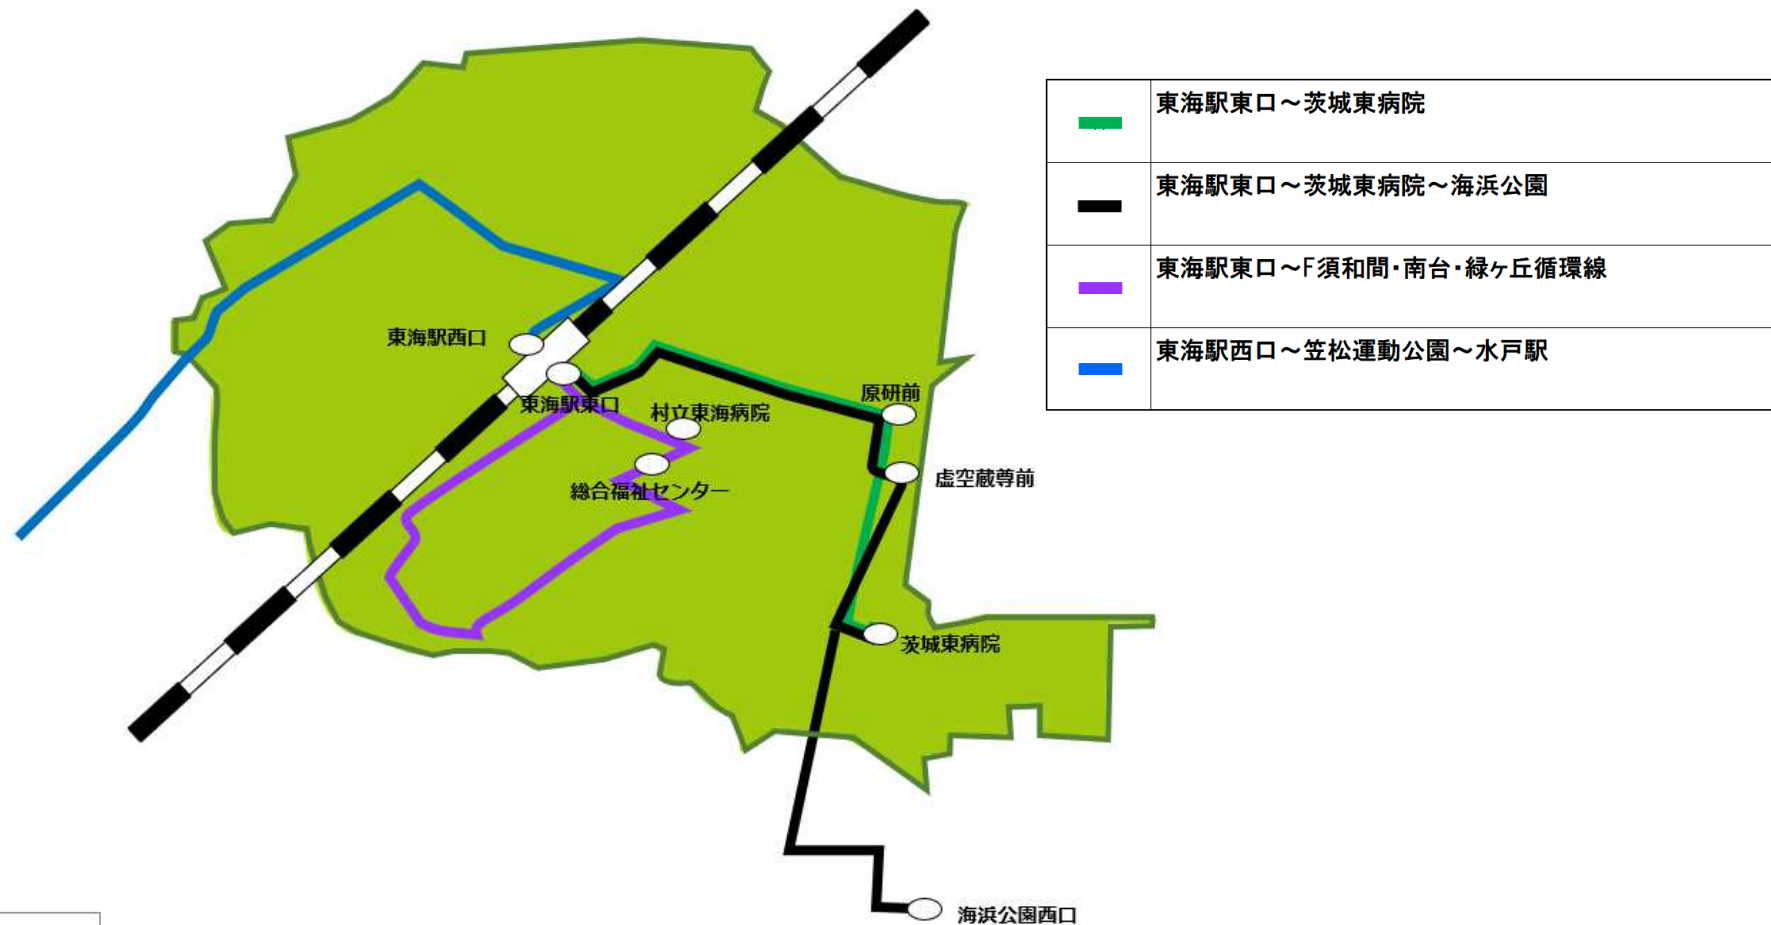 東海駅東口～茨城東病院
東海駅東口～茨城東病院～海浜公園
東海駅東口～F須和間・南台・緑ヶ丘循環線
東海駅西口～笠松運動公園～水戸駅
東海駅西口
東海駅東口
村立東海病院
原研前
虚空蔵尊前
総合福祉センター
茨城東病院
海浜公園西口